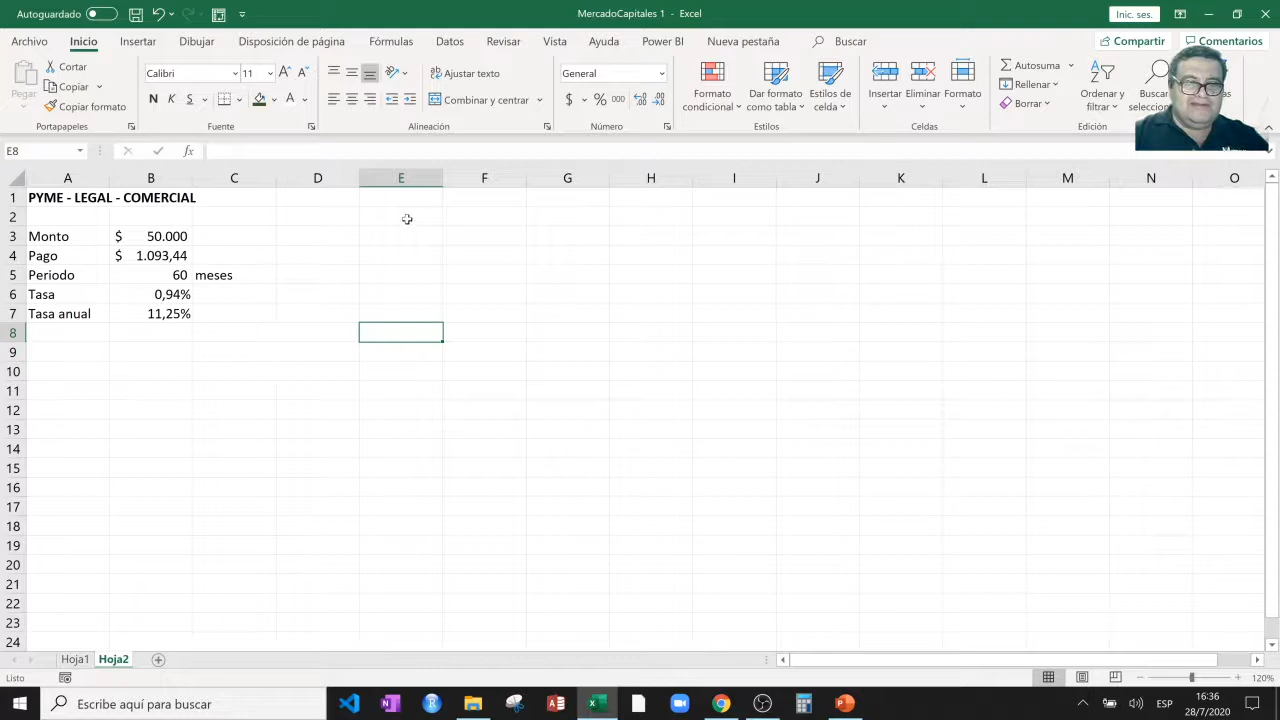 Autoguardado
MercadoCapitales 1 - Excel
Inic. ses.
Archivo Inicio Insertar Dibujar Disposición de página Fórmulas Datos Revisar Vista Ayuda Power BI Nueva pestaña Buscar Compartir Comentarios
Pegar
Cortar
Copiar
Copiar formato
Portapapeles
Calibri 11
N K S
Fuente
Ajustar texto
Combinar y centrar
Alineación
General
$ % 000
Número
Formato condicional
Dar formato como tabla
Estilos de celda
Estilos
Insertar Eliminar Formato
Celdas
Autosuma
Rellenar
Borrar
Ordenar y filtrar
Edición
E8 fx
A B C D E F G H I J K L M N O
1 PYME - LEGAL - COMERCIAL
2
3 Monto $ 50.000
4 Pago $ 1.093,44
5 Periodo 60 meses
6 Tasa 0,94%
7 Tasa anual 11,25%
8
9
10
11
12
13
14
15
16
17
18
19
20
21
22
23
24
Hoja1 Hoja2
Listo 120%
Escribe aquí para buscar
ESP
16:36
28/7/2020